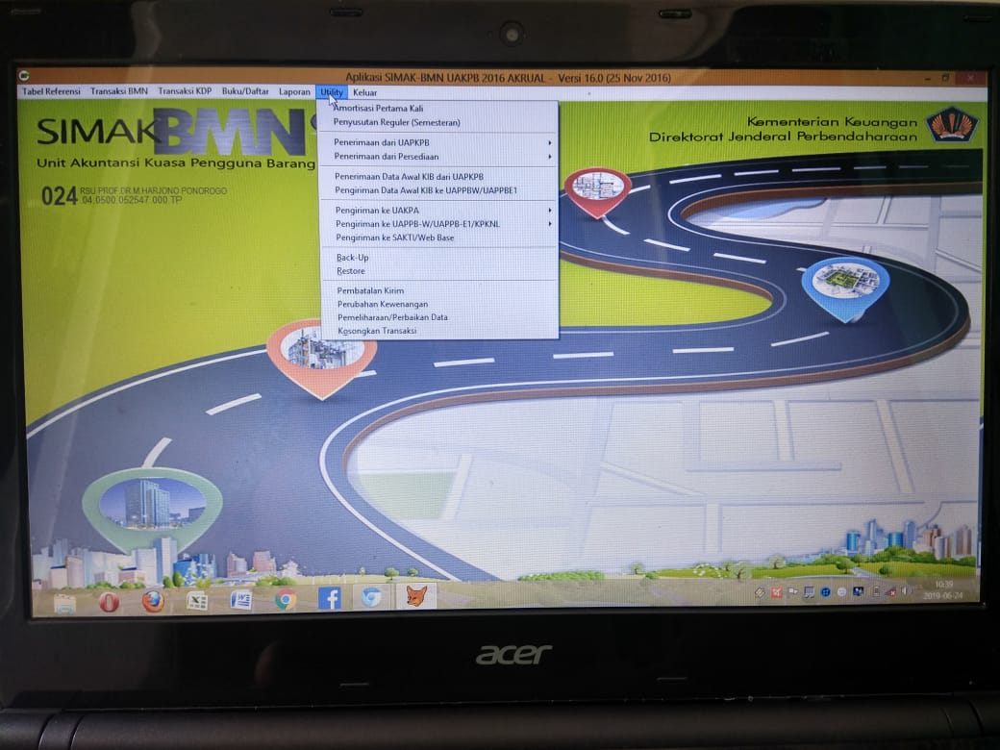 Aplikasi SIMAK-BMN UAKPB 2016 AKRUAL - Versi 16.0 (25 Nov 2016)
Tabel Referensi Transaksi BMN Transaksi KDP Buku/Daftar Laporan Utility Keluar
Amortisasi Pertama Kali
Penyusutan Reguler (Semesteran)
Penerimaan dari UAPKPB
Penerimaan dari Persediaan
Penerimaan Data Awal KIB dari UAPKPB
Pengiriman Data Awal KIB ke UAPPBW/UAPPBE1
Pengiriman ke UAKPA
Pengiriman ke UAPPB-W/UAPPB-E1/KPKNL
Pengiriman ke SAKTI/Web Base
Back-Up
Restore
Pembatalan Kirim
Perubahan Kewenangan
Pemeliharaan/Perbaikan Data
Kosongkan Transaksi
SIMAK BMN
Unit Akuntansi Kuasa Pengguna Barang
024 RSU PROF.DR.M.HARJONO PONOROGO
04.0500.052547.000.TP
Kementerian Keuangan
Direktorat Jenderal Perbendaharaan
10:39
2019-06-24
acer